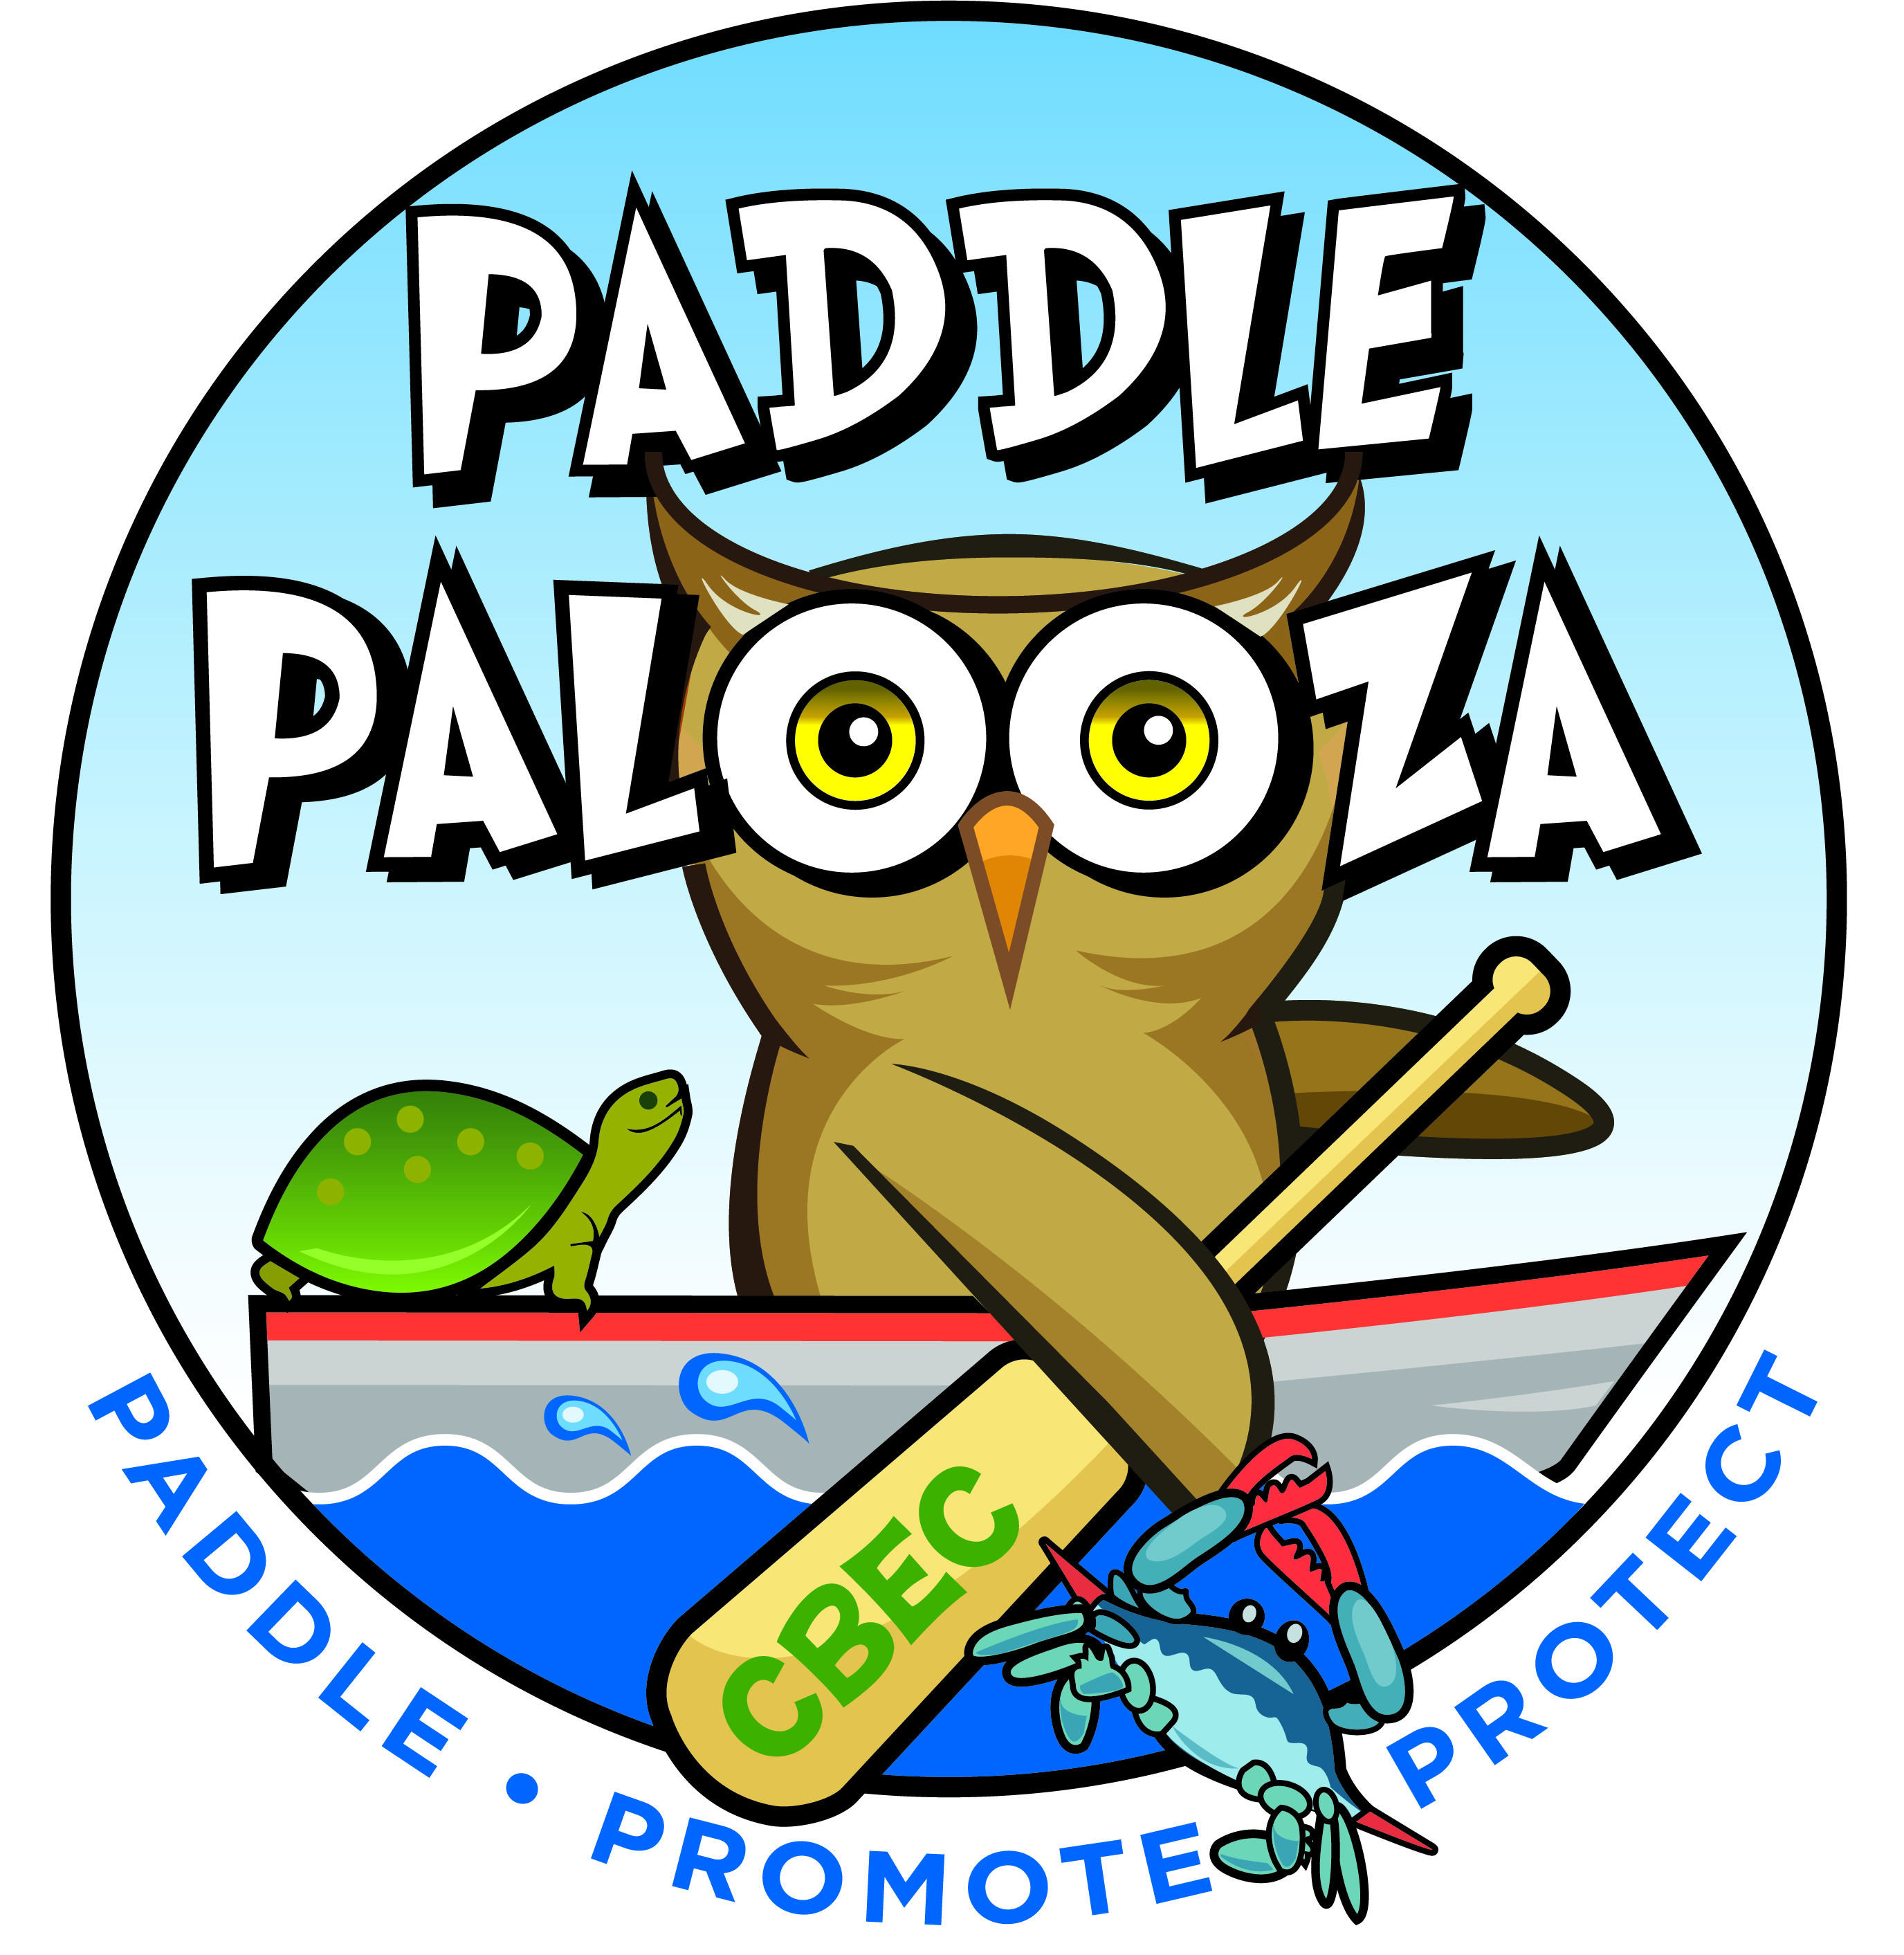 PADDLE
PALOOZA
CBEC
PADDLE • PROMOTE PROTECT